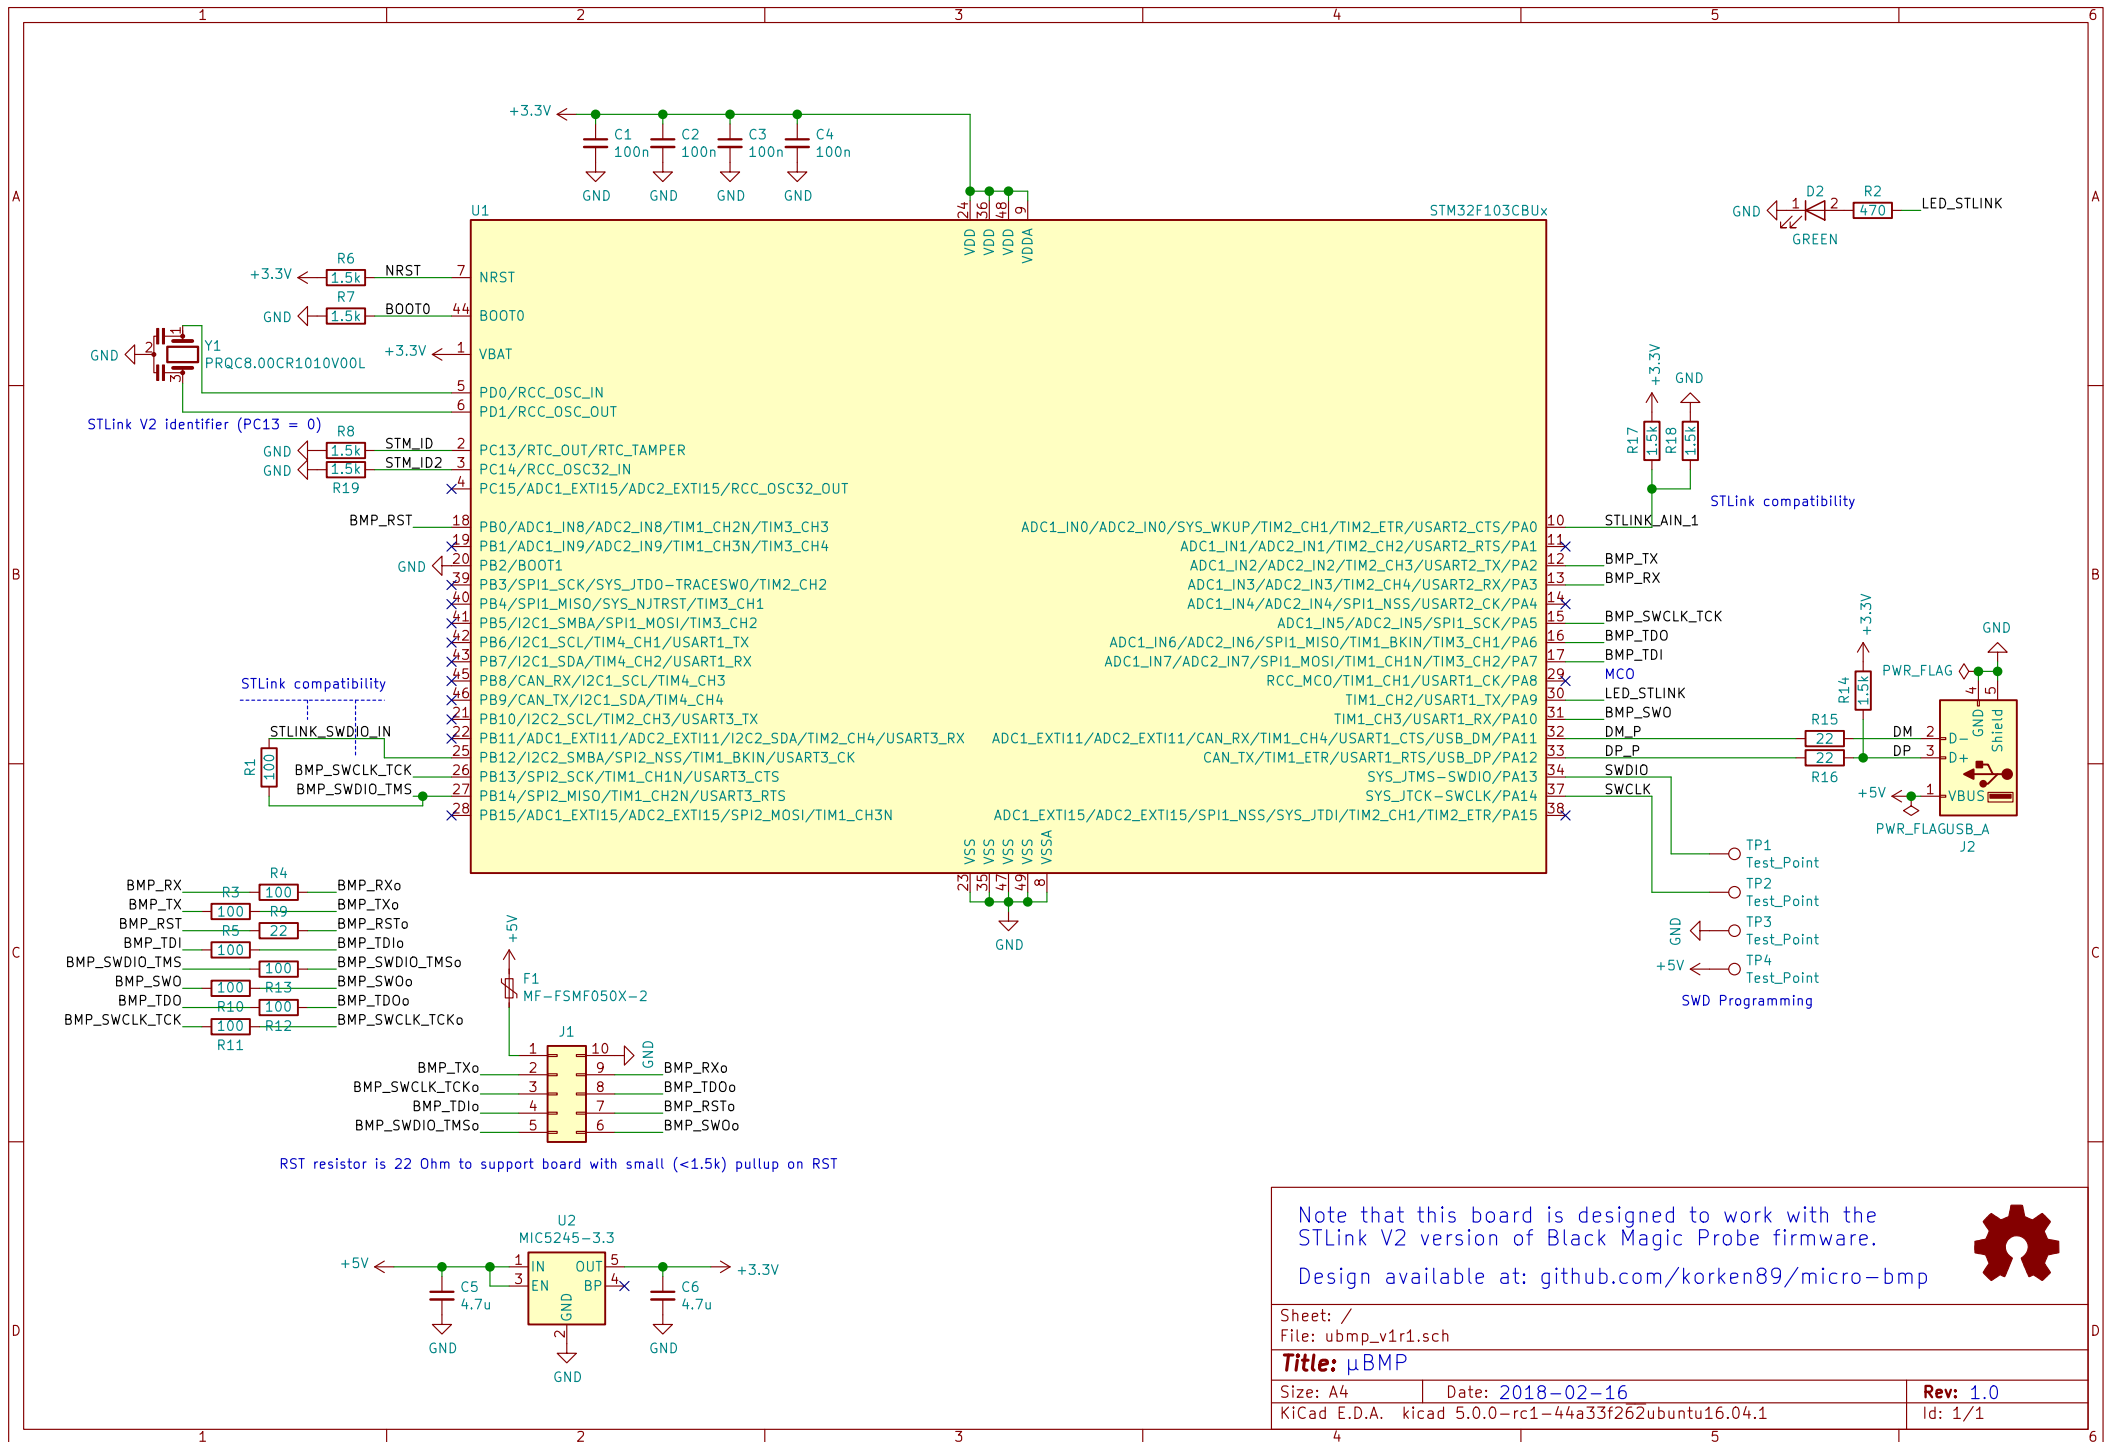 1 2 3 4 5 6
A
B
C
D
A
B
C
D
1 2 3 4 5 6
+3.3V
C1
100n
C2
100n
C3
100n
C4
100n
GND GND GND GND
U1
STM32F103CBUx
24 36 48 9
VDD VDD VDD VDDA
GND 1 D2 2 R2 470 LED_STLINK
GREEN
R6
+3.3V 1.5k NRST 7 NRST
R7
GND 1.5k BOOT0 44 BOOT0
+3.3V 1 VBAT
GND 2 1 3 Y1
PRQC8.00CR1010V00L
5 PD0/RCC_OSC_IN
6 PD1/RCC_OSC_OUT
STLink V2 identifier (PC13 = 0)
R8
GND 1.5k STM_ID 2 PC13/RTC_OUT/RTC_TAMPER
GND 1.5k STM_ID2 3 PC14/RCC_OSC32_IN
R19
4 PC15/ADC1_EXTI15/ADC2_EXTI15/RCC_OSC32_OUT
BMP_RST 18 PB0/ADC1_IN8/ADC2_IN8/TIM1_CH2N/TIM3_CH3
19 PB1/ADC1_IN9/ADC2_IN9/TIM1_CH3N/TIM3_CH4
GND 20 PB2/BOOT1
39 PB3/SPI1_SCK/SYS_JTDO-TRACESWO/TIM2_CH2
40 PB4/SPI1_MISO/SYS_NJTRST/TIM3_CH1
41 PB5/I2C1_SMBA/SPI1_MOSI/TIM3_CH2
42 PB6/I2C1_SCL/TIM4_CH1/USART1_TX
43 PB7/I2C1_SDA/TIM4_CH2/USART1_RX
45 PB8/CAN_RX/I2C1_SCL/TIM4_CH3
46 PB9/CAN_TX/I2C1_SDA/TIM4_CH4
21 PB10/I2C2_SCL/TIM2_CH3/USART3_TX
22 PB11/ADC1_EXTI11/ADC2_EXTI11/I2C2_SDA/TIM2_CH4/USART3_RX
25 PB12/I2C2_SMBA/SPI2_NSS/TIM1_BKIN/USART3_CK
26 PB13/SPI2_SCK/TIM1_CH1N/USART3_CTS
27 PB14/SPI2_MISO/TIM1_CH2N/USART3_RTS
28 PB15/ADC1_EXTI15/ADC2_EXTI15/SPI2_MOSI/TIM1_CH3N
STLink compatibility
STLINK_SWDIO_IN
R1 100
BMP_SWCLK_TCK
BMP_SWDIO_TMS
+3.3V GND
R17 1.5k R18 1.5k
STLink compatibility
ADC1_IN0/ADC2_IN0/SYS_WKUP/TIM2_CH1/TIM2_ETR/USART2_CTS/PA0 10 STLINK_AIN_1
ADC1_IN1/ADC2_IN1/TIM2_CH2/USART2_RTS/PA1 11
ADC1_IN2/ADC2_IN2/TIM2_CH3/USART2_TX/PA2 12 BMP_TX
ADC1_IN3/ADC2_IN3/TIM2_CH4/USART2_RX/PA3 13 BMP_RX
ADC1_IN4/ADC2_IN4/SPI1_NSS/USART2_CK/PA4 14
ADC1_IN5/ADC2_IN5/SPI1_SCK/PA5 15 BMP_SWCLK_TCK
ADC1_IN6/ADC2_IN6/SPI1_MISO/TIM1_BKIN/TIM3_CH1/PA6 16 BMP_TDO
ADC1_IN7/ADC2_IN7/SPI1_MOSI/TIM1_CH1N/TIM3_CH2/PA7 17 BMP_TDI
RCC_MCO/TIM1_CH1/USART1_CK/PA8 29 MCO
TIM1_CH2/USART1_TX/PA9 30 LED_STLINK
TIM1_CH3/USART1_RX/PA10 31 BMP_SWO
ADC1_EXTI11/ADC2_EXTI11/CAN_RX/TIM1_CH4/USART1_CTS/USB_DM/PA11 32 DM_P
CAN_TX/TIM1_ETR/USART1_RTS/USB_DP/PA12 33 DP_P
SYS_JTMS-SWDIO/PA13 34 SWDIO
SYS_JTCK-SWCLK/PA14 37 SWCLK
ADC1_EXTI15/ADC2_EXTI15/SPI1_NSS/SYS_JTDI/TIM2_CH1/TIM2_ETR/PA15 38
+3.3V
R14 1.5k
GND
PWR_FLAG
4 5
GND Shield
R15
22 DM 2 D-
22 DP 3 D+
R16
+5V 1 VBUS
PWR_FLAG USB_A
J2
VSS VSS VSS VSS VSSA
23 35 47 49 8
GND
TP1
Test_Point
TP2
Test_Point
GND TP3
Test_Point
+5V TP4
Test_Point
SWD Programming
R4
BMP_RX 100 BMP_RXo
R3
BMP_TX 100 BMP_TXo
R9
BMP_RST 22 BMP_RSTo
R5
BMP_TDI 100 BMP_TDIo
BMP_SWDIO_TMS 100 BMP_SWDIO_TMSo
BMP_SWO 100 R13 BMP_SWOo
BMP_TDO R10 100 BMP_TDOo
BMP_SWCLK_TCK 100 R12 BMP_SWCLK_TCKo
R11
+5V
F1
MF-FSMF050X-2
J1
1 10 GND
BMP_TXo 2 9 BMP_RXo
BMP_SWCLK_TCKo 3 8 BMP_TDOo
BMP_TDIo 4 7 BMP_RSTo
BMP_SWDIO_TMSo 5 6 BMP_SWOo
RST resistor is 22 Ohm to support board with small (<1.5k) pullup on RST
U2
MIC5245-3.3
+5V 1 IN OUT 5 +3.3V
3 EN BP 4
GND
2
C5
4.7u
C6
4.7u
GND GND
GND
Note that this board is designed to work with the
STLink V2 version of Black Magic Probe firmware.
Design available at: github.com/korken89/micro-bmp
Sheet: /
File: ubmp_v1r1.sch
Title: µBMP
Size: A4 Date: 2018-02-16 Rev: 1.0
KiCad E.D.A. kicad 5.0.0-rc1-44a33f262ubuntu16.04.1 Id: 1/1